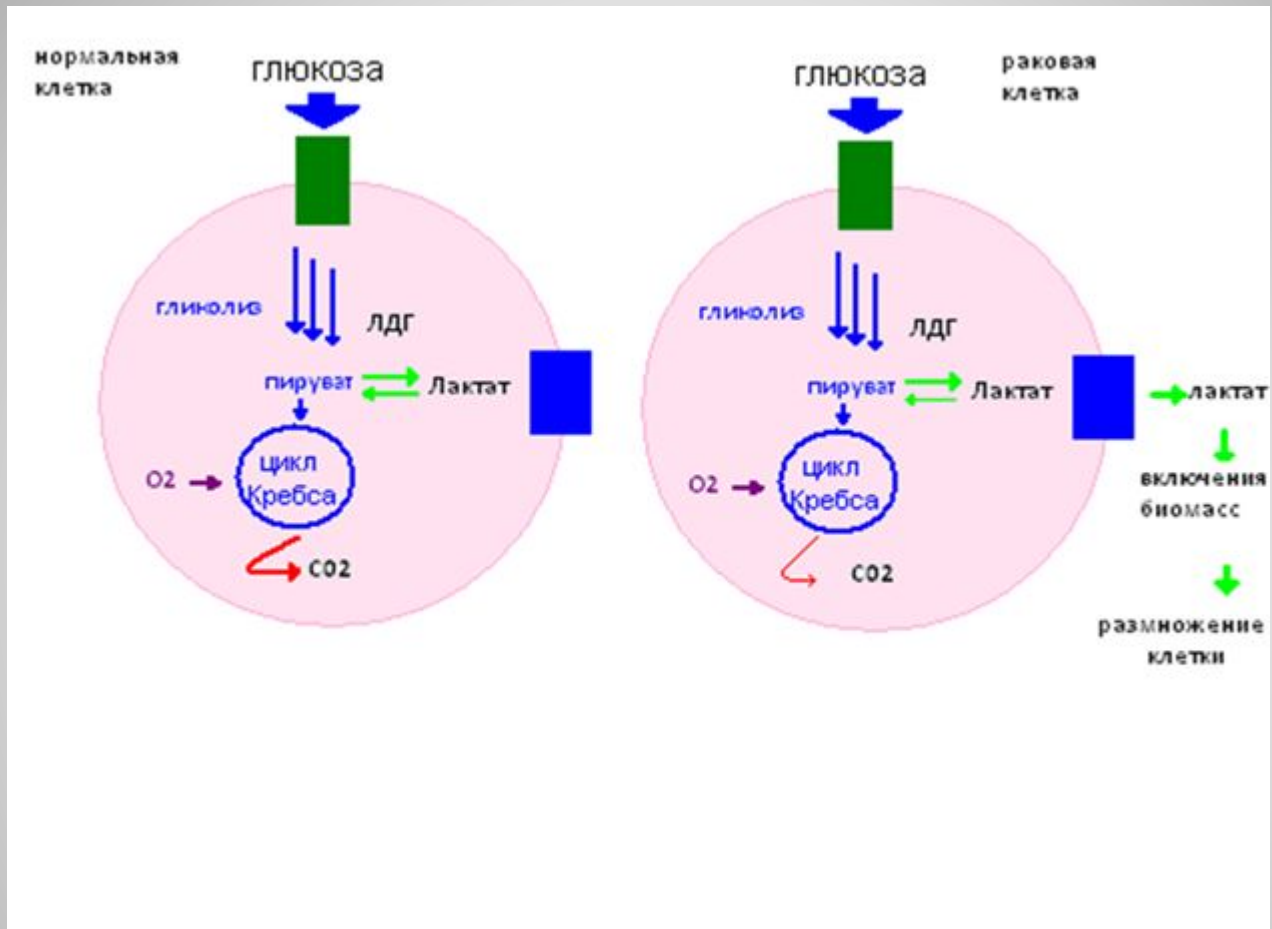 нормальная
клетка
глюкоза
гликолиз
ЛДГ
пируват
Лактат
O2
цикл
Кребса
CO2
раковая
клетка
глюкоза
гликолиз
ЛДГ
пируват
Лактат
лактат
O2
цикл
Кребса
CO2
включения
биомасс
размножение
клетки